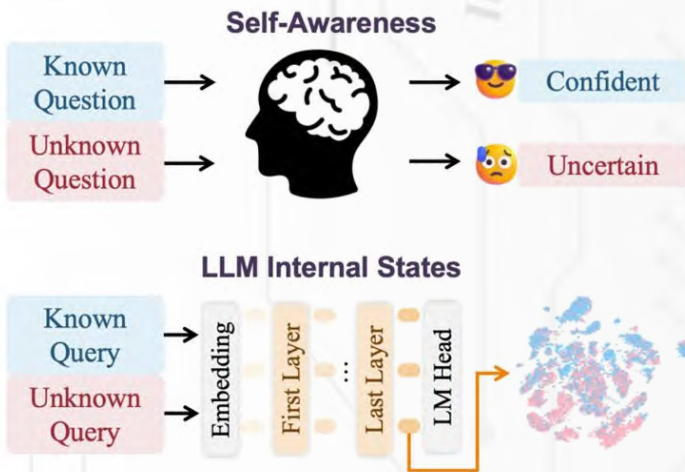 Self-Awareness
Known
Question
Confident
Unknown
Question
Uncertain
LLM Internal States
Known
Query
Unknown
Query
Embedding
First Layer
...
Last Layer
LM Head